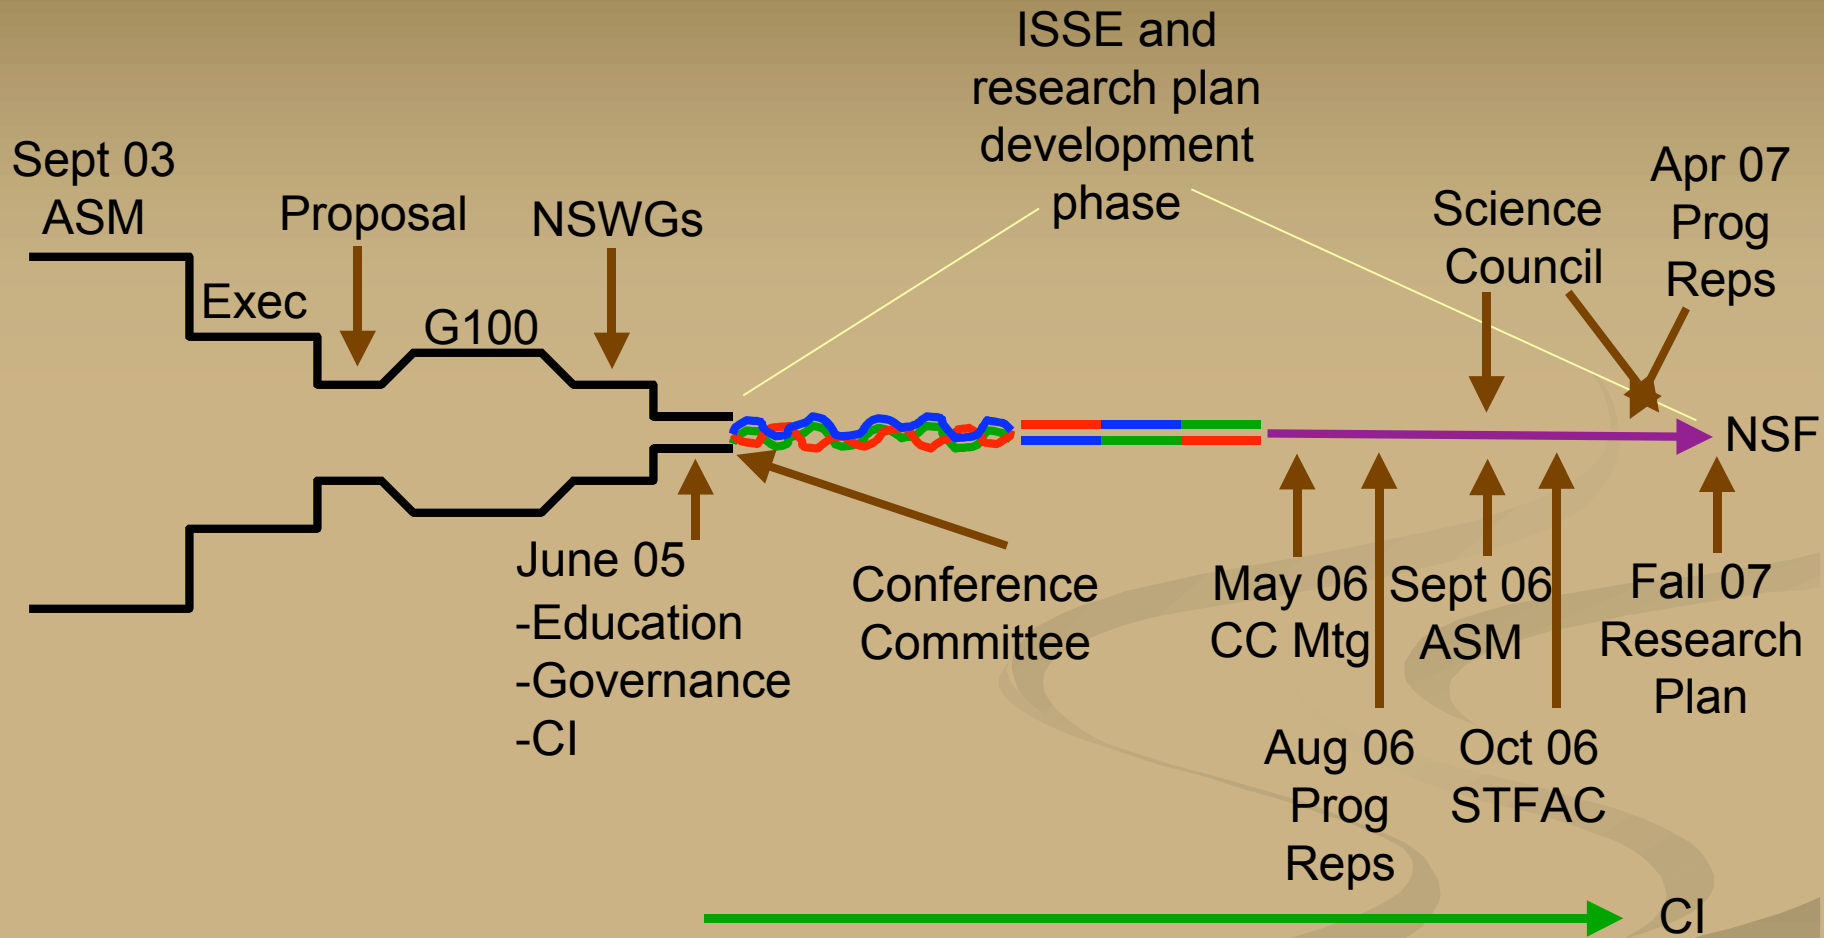 ISSE and
research plan
development
phase
Sept 03
ASM
Proposal
NSWGs
Exec
G100
Science
Council
Apr 07
Prog
Reps
NSF
June 05
-Education
-Governance
-CI
Conference
Committee
May 06
CC Mtg
Sept 06
ASM
Fall 07
Research
Plan
Aug 06
Prog
Reps
Oct 06
STFAC
CI